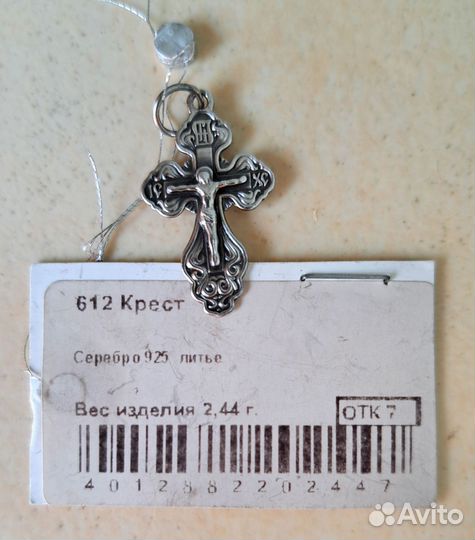 612 Крест
Серебро 925 литье
Вес изделия 2,44 г.
ОТК 7
4012882202447
Avito